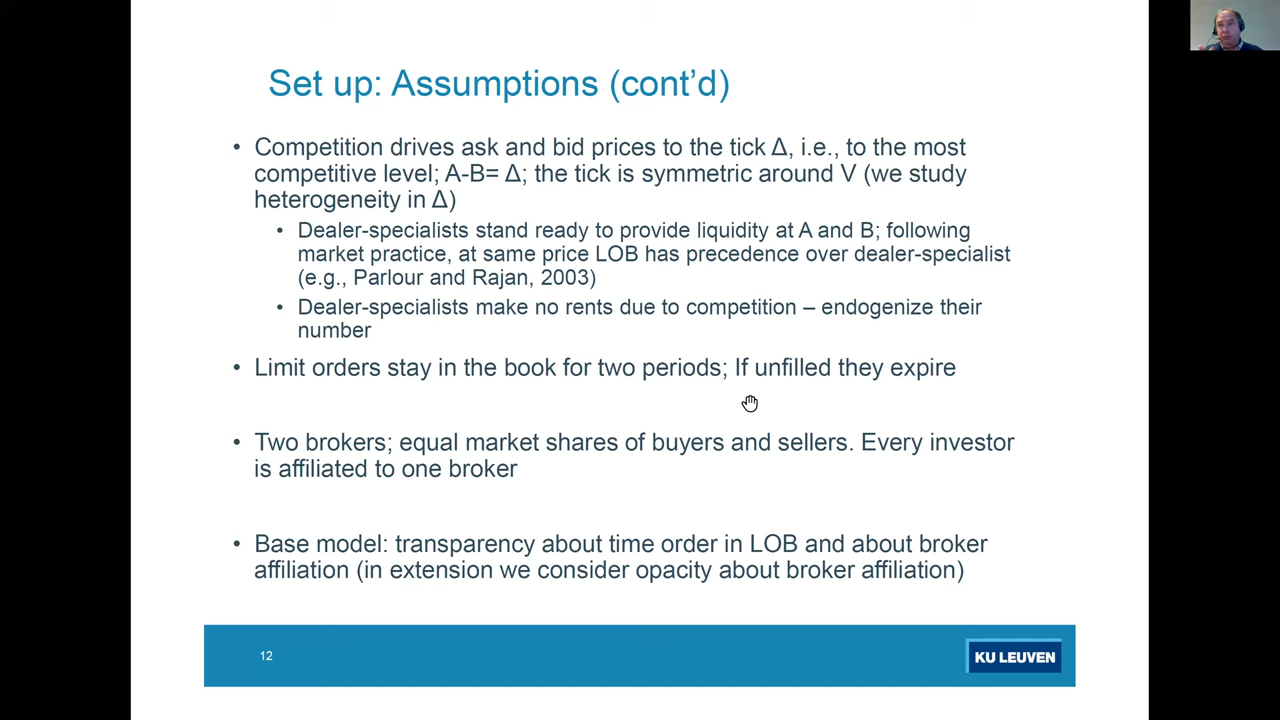 Set up: Assumptions (cont’d)
• Competition drives ask and bid prices to the tick Δ, i.e., to the most
competitive level; A-B= Δ; the tick is symmetric around V (we study
heterogeneity in Δ)
• Dealer-specialists stand ready to provide liquidity at A and B; following
market practice, at same price LOB has precedence over dealer-specialist
(e.g., Parlour and Rajan, 2003)
• Dealer-specialists make no rents due to competition – endogenize their
number
• Limit orders stay in the book for two periods; If unfilled they expire
• Two brokers; equal market shares of buyers and sellers. Every investor
is affiliated to one broker
• Base model: transparency about time order in LOB and about broker
affiliation (in extension we consider opacity about broker affiliation)
12
KU LEUVEN